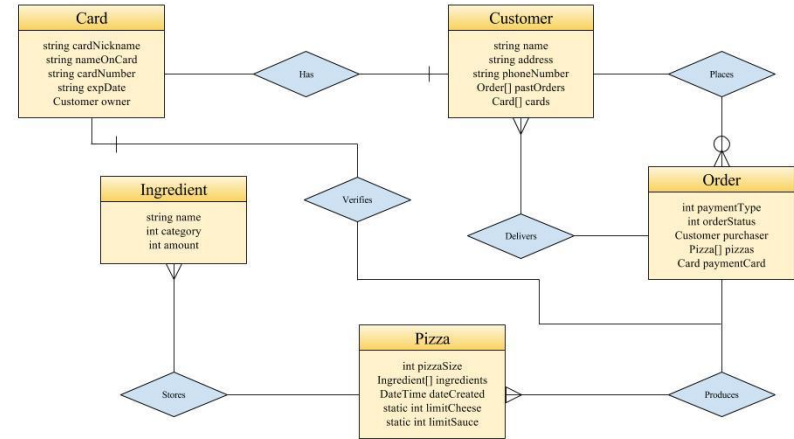 Card
string cardNickname
string nameOnCard
string cardNumber
string expDate
Customer owner
Has
Customer
string name
string address
string phoneNumber
Order[] pastOrders
Card[] cards
Places
Ingredient
string name
int category
int amount
Verifies
Delivers
Order
int paymentType
int orderStatus
Customer purchaser
Pizza[] pizzas
Card paymentCard
Stores
Pizza
int pizzaSize
Ingredient[] ingredients
DateTime dateCreated
static int limitCheese
static int limitSauce
Produces